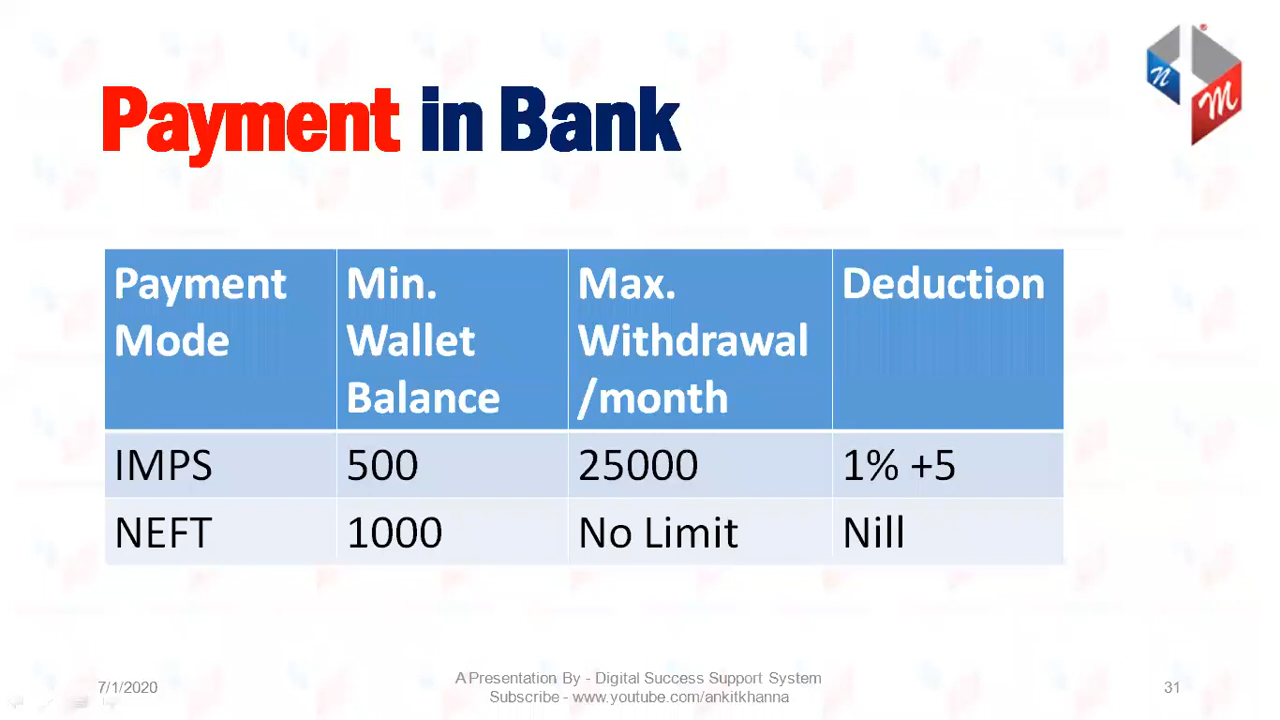 Payment in Bank
n
M
Payment Mode
Min. Wallet Balance
Max. Withdrawal /month
Deduction
IMPS 500 25000 1% +5
NEFT 1000 No Limit Nill
7/1/2020
A Presentation By - Digital Success Support System
Subscribe - www.youtube.com/ankitkhanna
31